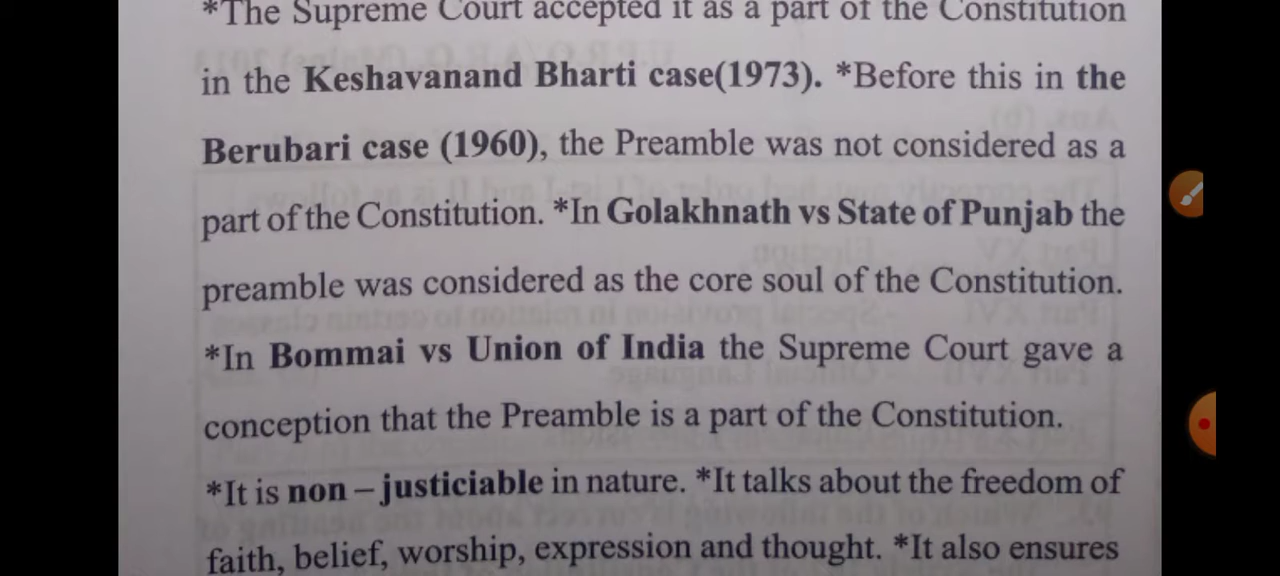 *The Supreme Court accepted it as a part of the Constitution
in the Keshavanand Bharti case(1973). *Before this in the
Berubari case (1960), the Preamble was not considered as a
part of the Constitution. *In Golakhnath vs State of Punjab the
preamble was considered as the core soul of the Constitution.
*In Bommai vs Union of India the Supreme Court gave a
conception that the Preamble is a part of the Constitution.
*It is non – justiciable in nature. *It talks about the freedom of
faith, belief, worship, expression and thought. *It also ensures